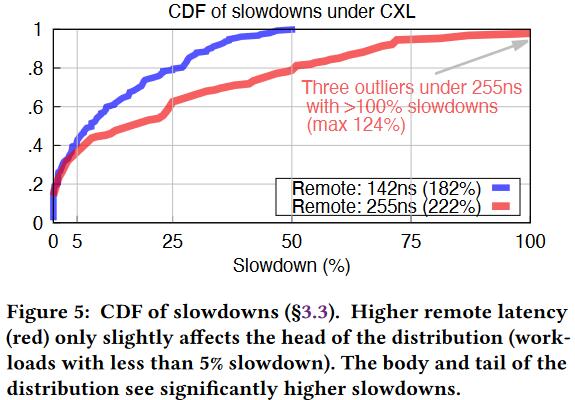 CDF of slowdowns under CXL
1
.8
.6
.4
.2
0
Three outliers under 255ns
with >100% slowdowns
(max 124%)
Remote: 142ns (182%)
Remote: 255ns (222%)
0 5 25 50 75 100
Slowdown (%)
Figure 5: CDF of slowdowns (§3.3). Higher remote latency
(red) only slightly affects the head of the distribution (work-
loads with less than 5% slowdown). The body and tail of the
distribution see significantly higher slowdowns.